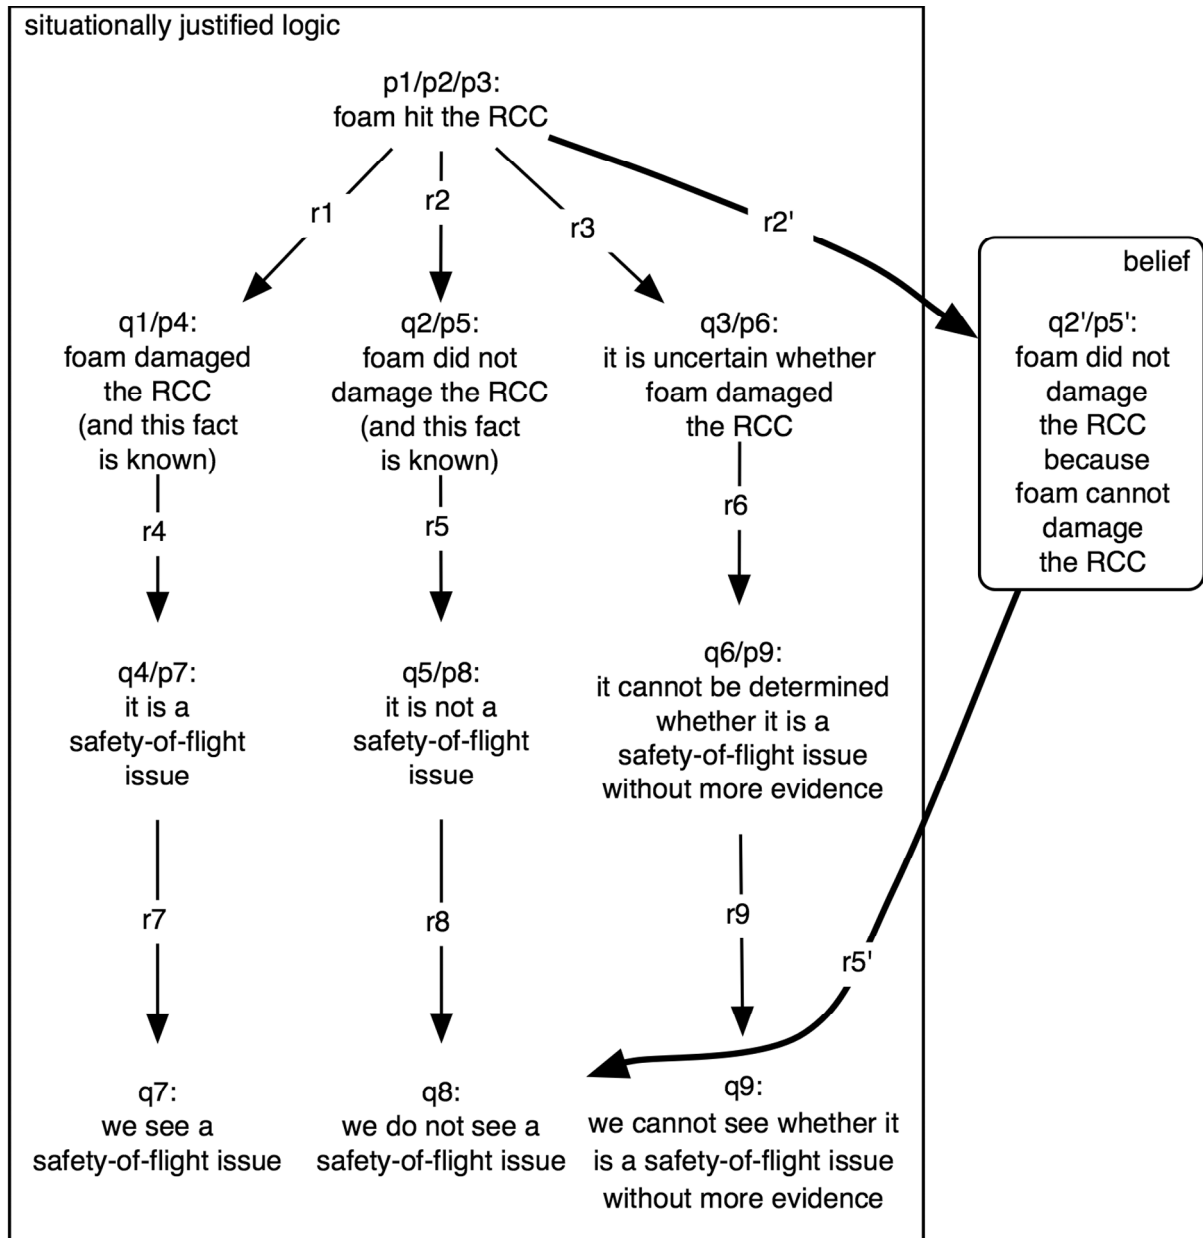 situationally justified logic
p1/p2/p3:
foam hit the RCC
r1
r2
r3
r2'
belief
q1/p4:
foam damaged
the RCC
(and this fact
is known)
q2/p5:
foam did not
damage the RCC
(and this fact
is known)
q3/p6:
it is uncertain whether
foam damaged
the RCC
q2'/p5':
foam did not
damage
the RCC
because
foam cannot
damage
the RCC
r4
r5
r6
q4/p7:
it is a
safety-of-flight
issue
q5/p8:
it is not a
safety-of-flight
issue
q6/p9:
it cannot be determined
whether it is a
safety-of-flight issue
without more evidence
r7
r8
r9
r5'
q7:
we see a
safety-of-flight issue
q8:
we do not see a
safety-of-flight issue
q9:
we cannot see whether it
is a safety-of-flight issue
without more evidence